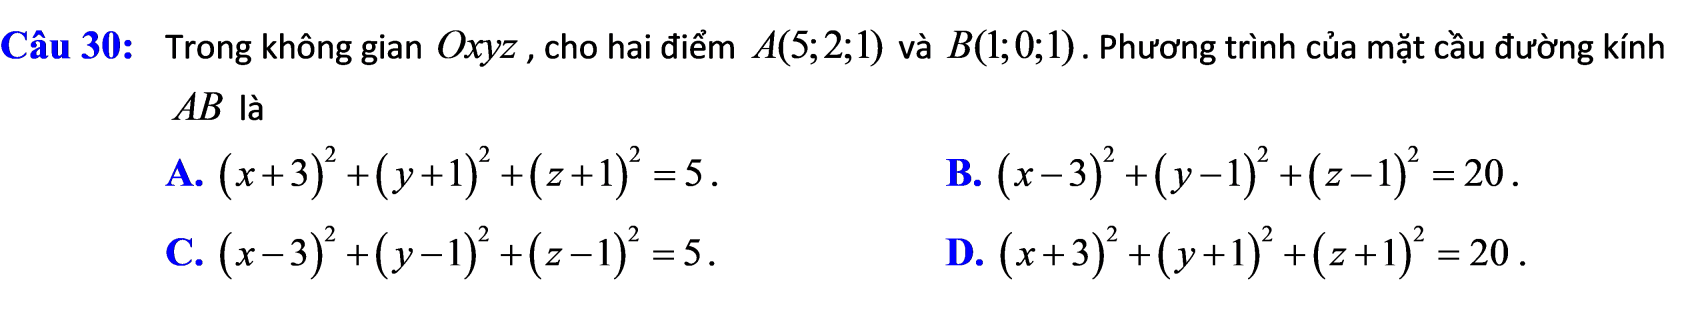 Câu 30: Trong không gian Oxyz, cho hai điểm A(5;2;1) và B(1;0;1). Phương trình của mặt cầu đường kính
AB là
A. (x+3)² + (y+1)² + (z+1)² = 5. B. (x−3)² + (y−1)² + (z−1)² = 20.
C. (x−3)² + (y−1)² + (z−1)² = 5. D. (x+3)² + (y+1)² + (z+1)² = 20.